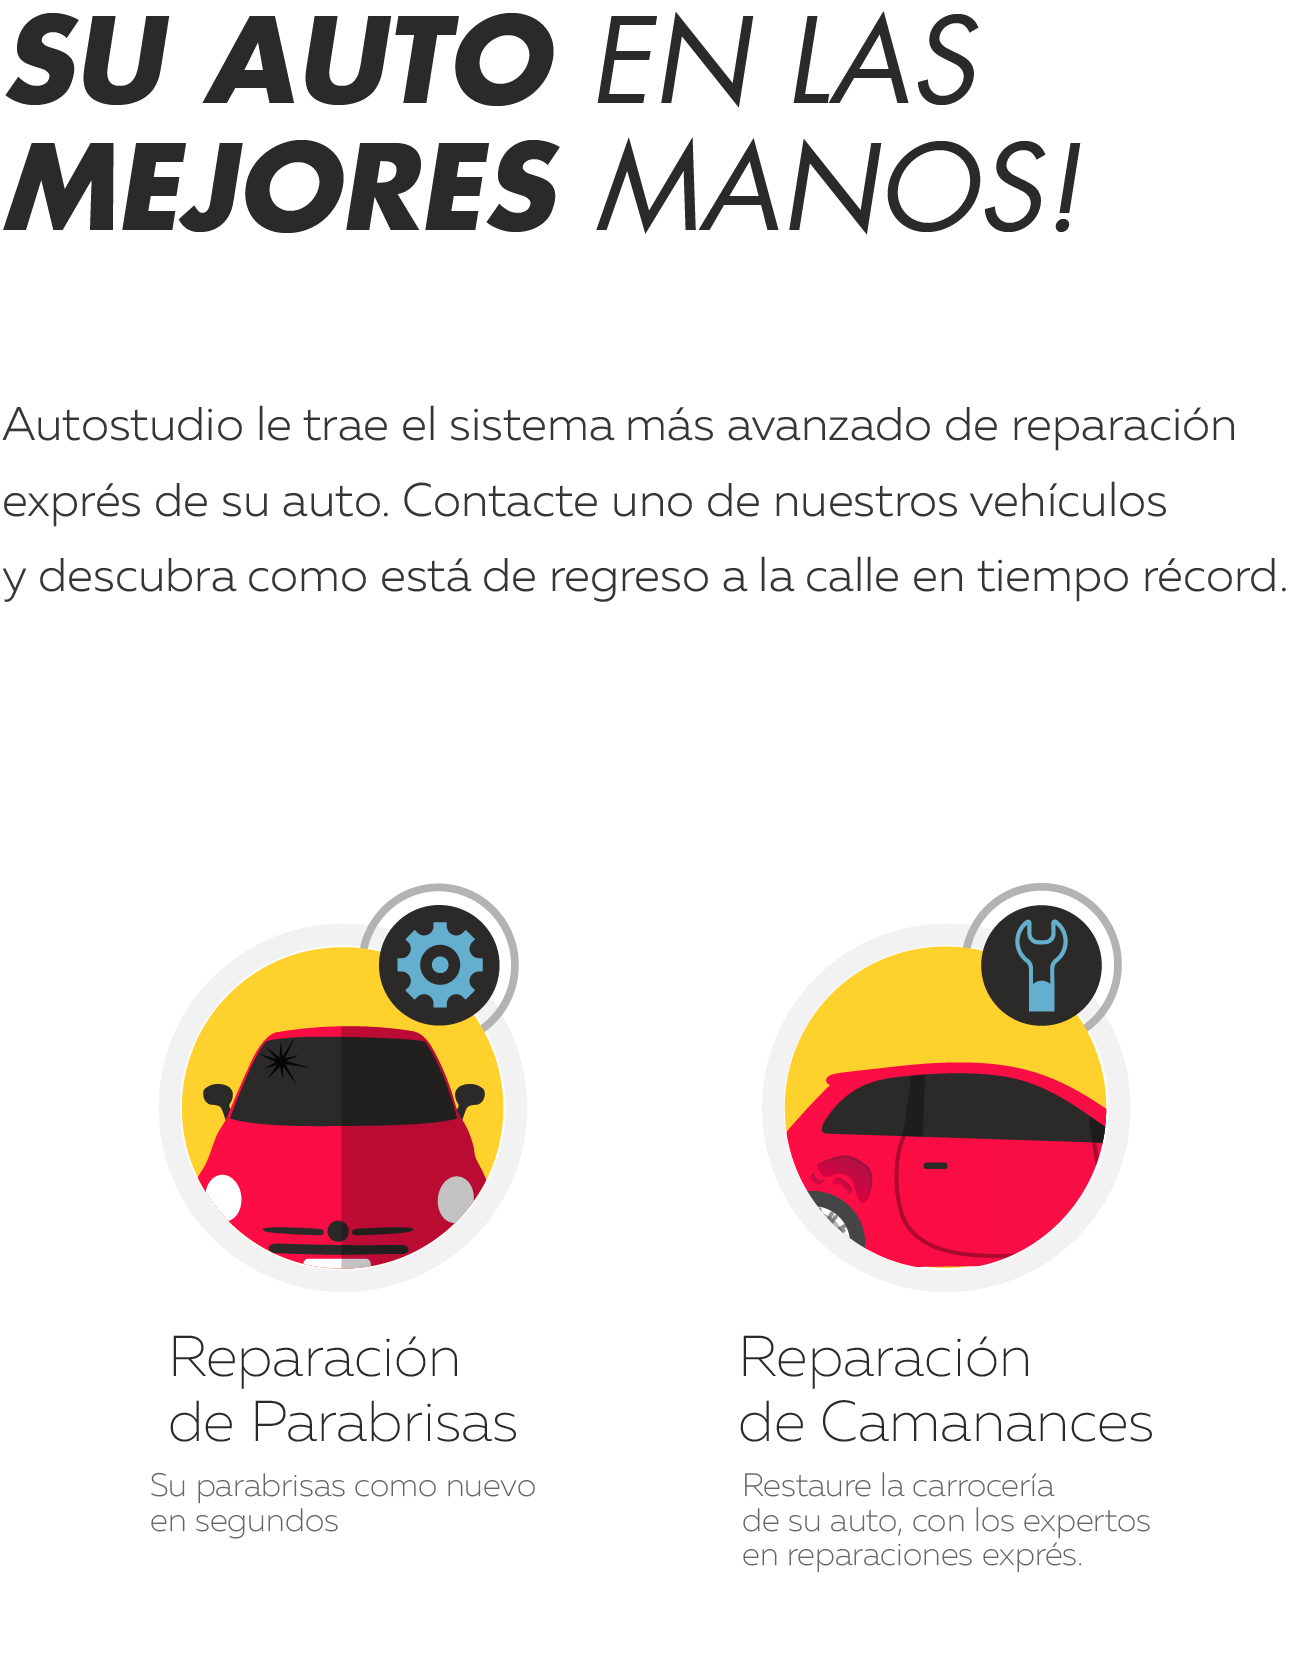 SU AUTO EN LAS
MEJORES MANOS!
Autostudio le trae el sistema más avanzado de reparación
exprés de su auto. Contacte uno de nuestros vehículos
y descubra como está de regreso a la calle en tiempo récord.
Reparación
de Parabrisas
Su parabrisas como nuevo
en segundos
Reparación
de Camanances
Restaure la carrocería
de su auto, con los expertos
en reparaciones exprés.